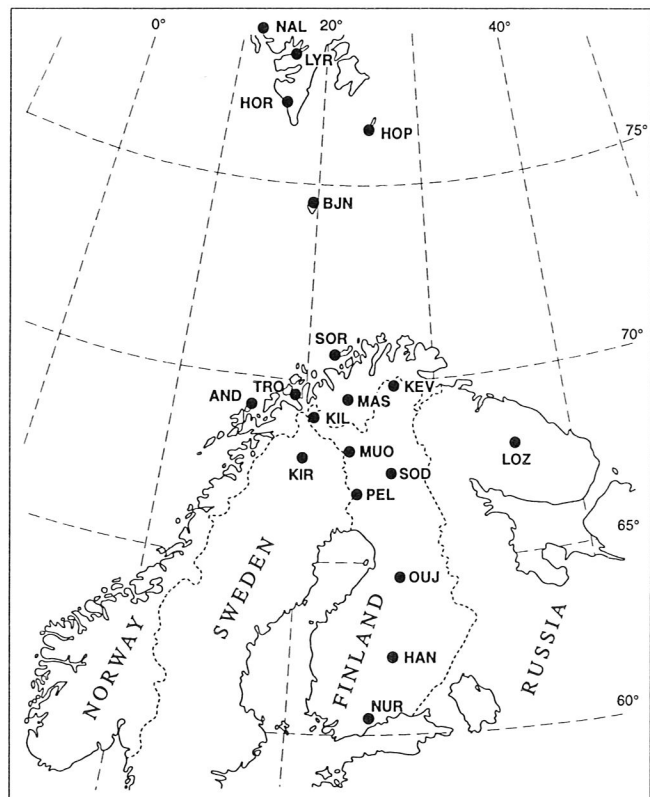 0° 20° 40°
NAL
LYR
HOR
HOP
75°
BJN
SOR
70°
TRO
KEV
AND
MAS
KIL
MUO
LOZ
KIR
SOD
PEL
65°
OUJ
SWEDEN
NORWAY
FINLAND
RUSSIA
HAN
NUR
60°